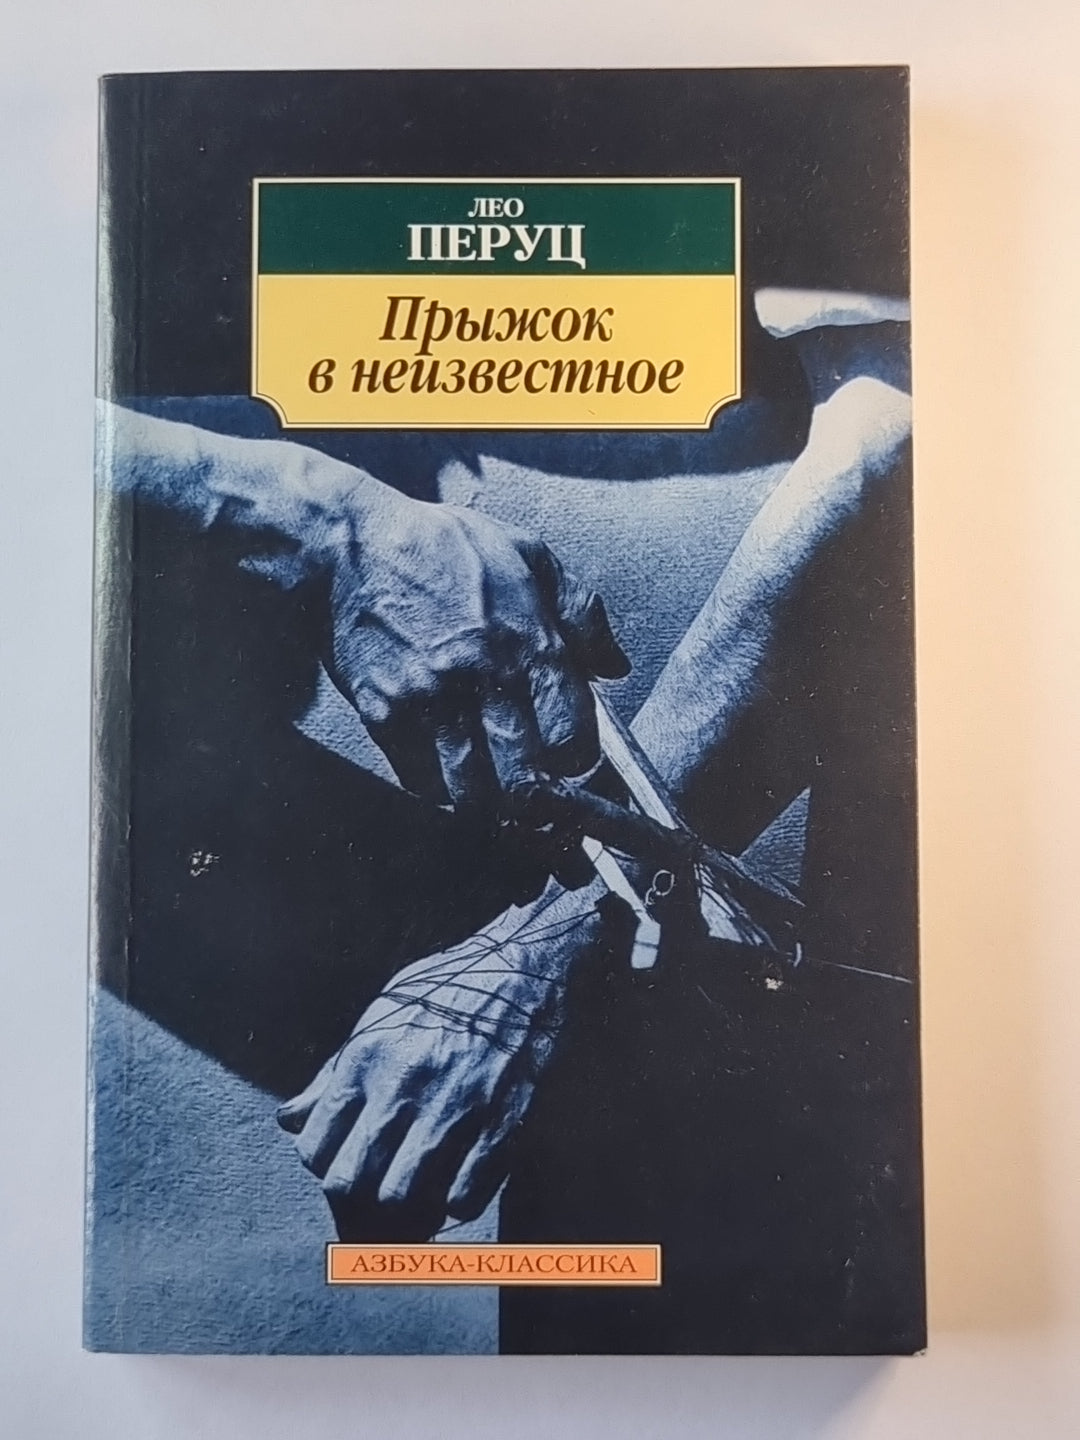 ЛЕО
ПЕРУЦ
Прыжок
в неизвестное
АЗБУКА-КЛАССИКА